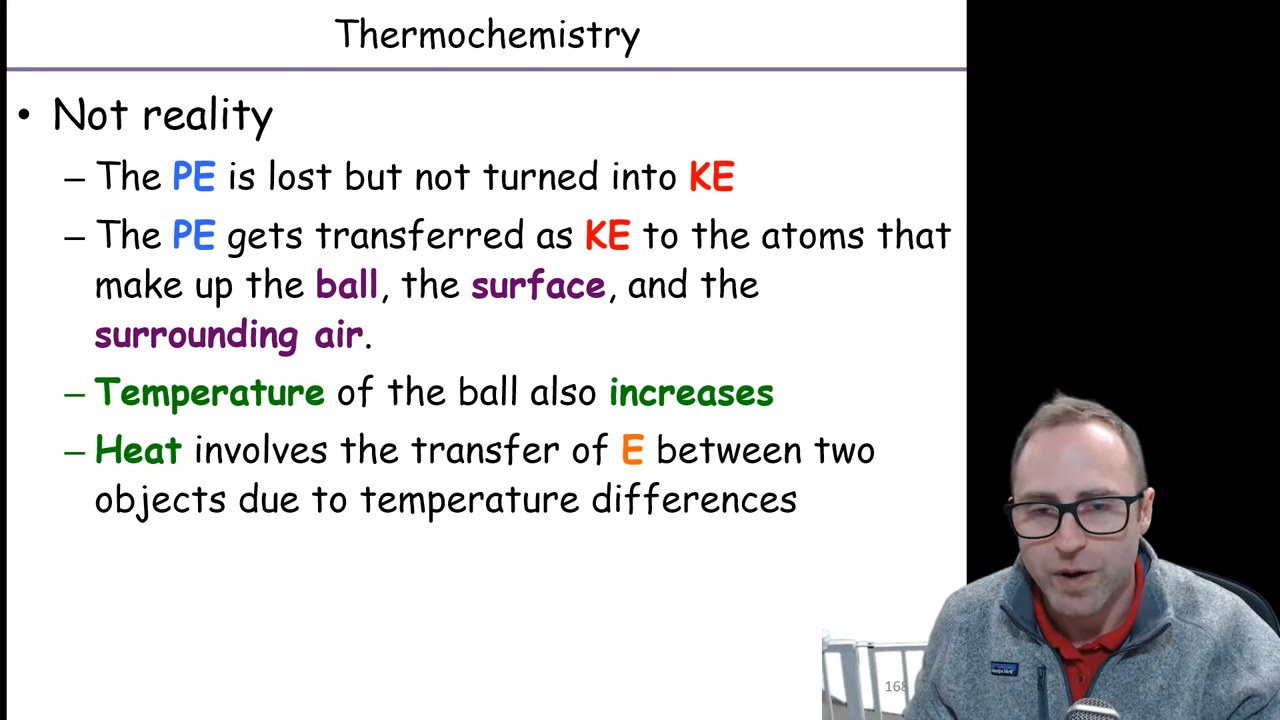 Thermochemistry
• Not reality
– The PE is lost but not turned into KE
– The PE gets transferred as KE to the atoms that
make up the ball, the surface, and the
surrounding air.
– Temperature of the ball also increases
– Heat involves the transfer of E between two
objects due to temperature differences
168